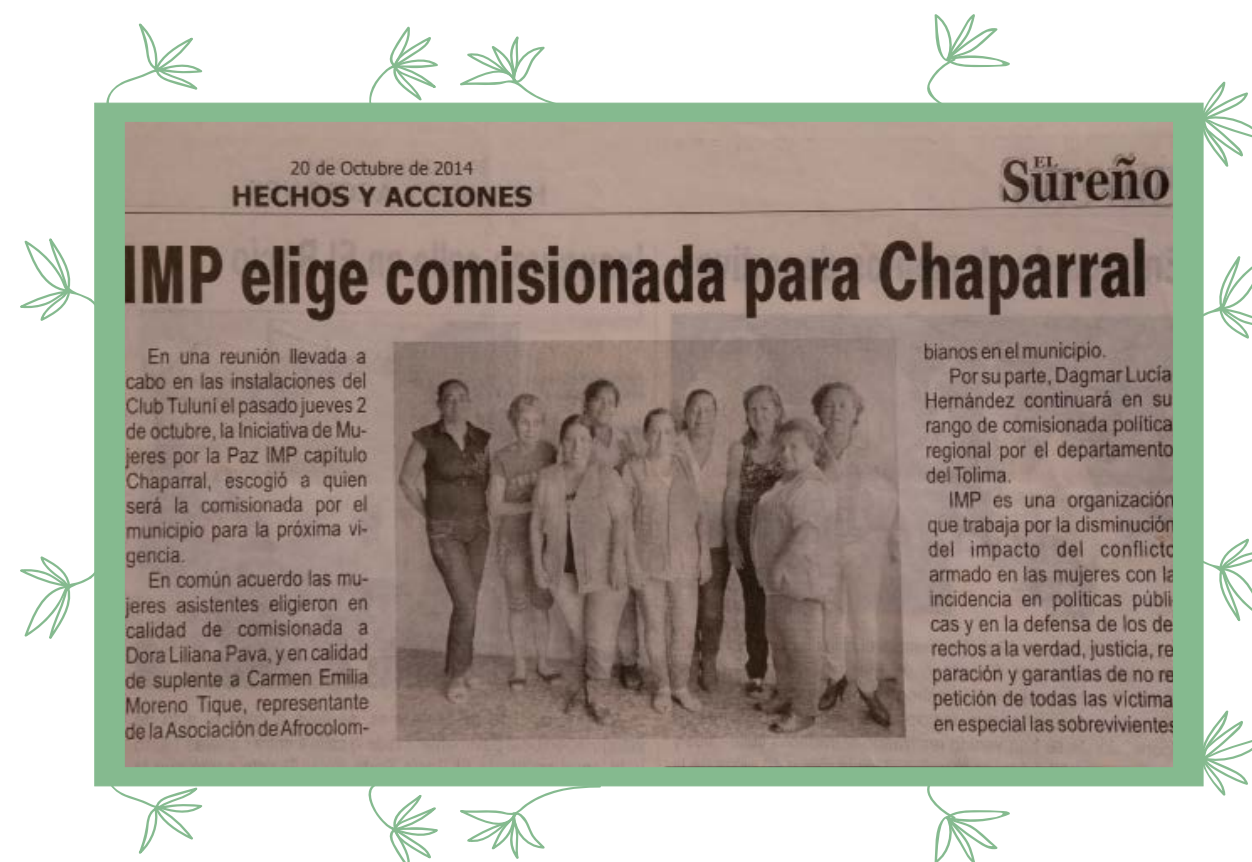 20 de Octubre de 2014
HECHOS Y ACCIONES
EL
Sureño
IMP elige comisionada para Chaparral
En una reunión llevada a
cabo en las instalaciones del
Club Tuluní el pasado jueves 2
de octubre, la Iniciativa de Mu-
jeres por la Paz IMP capitulo
Chaparral, escogió a quien
será la comisionada por el
municipio para la próxima vi-
gencia.
En común acuerdo las mu-
jeres asistentes eligieron en
calidad de comisionada a
Dora Liliana Pava, y en calidad
de suplente a Carmen Emilia
Moreno Tique, representante
de la Asociación de Afrocolom-
bianos en el municipio.
Por su parte, Dagmar Lucía
Hernández continuará en su
rango de comisionada política
regional por el departamento
del Tolima.
IMP es una organización
que trabaja por la disminución
del impacto del conflicto
armado en las mujeres con la
incidencia en políticas públi
cas y en la defensa de los de
rechos a la verdad, justicia, re
paración y garantías de no re
petición de todas las víctima
en especial las sobrevivientes